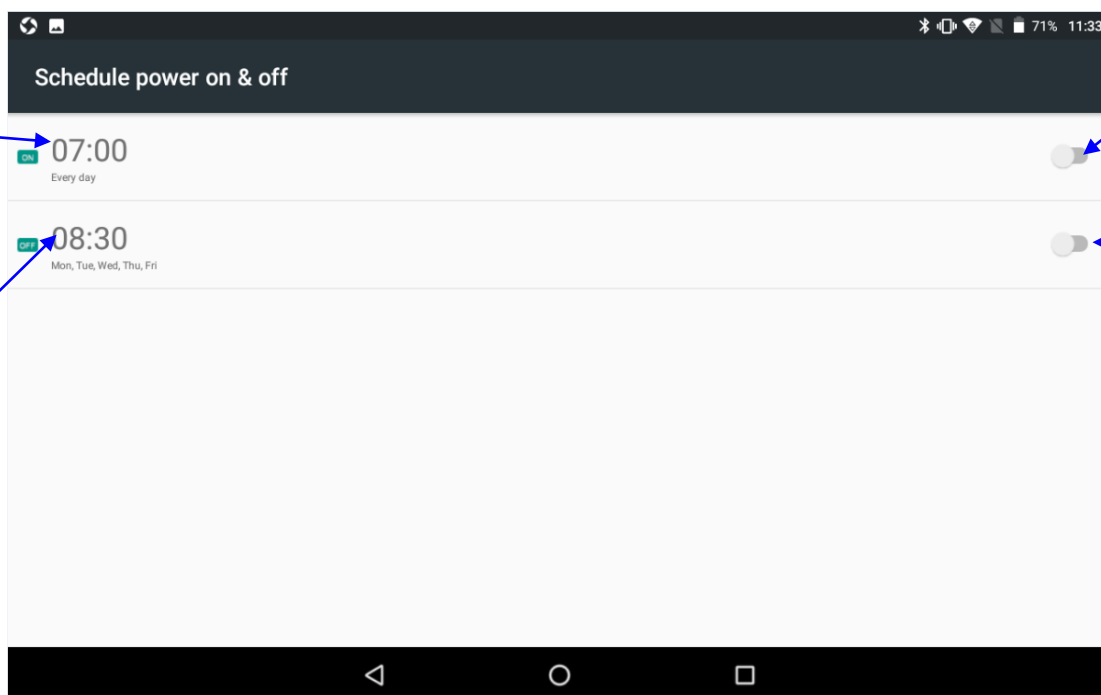 71% 11:33
Schedule power on & off
ON 07:00
Every day
OFF 08:30
Mon, Tue, Wed, Thu, Fri